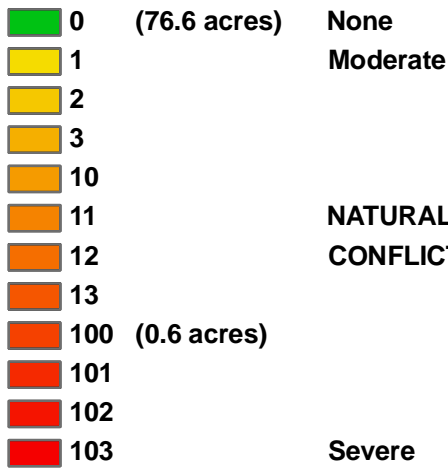 0 (76.6 acres) None
1 Moderate
2
3
10
11 NATURAL
12 CONFLICT
13
100 (0.6 acres)
101
102
103 Severe